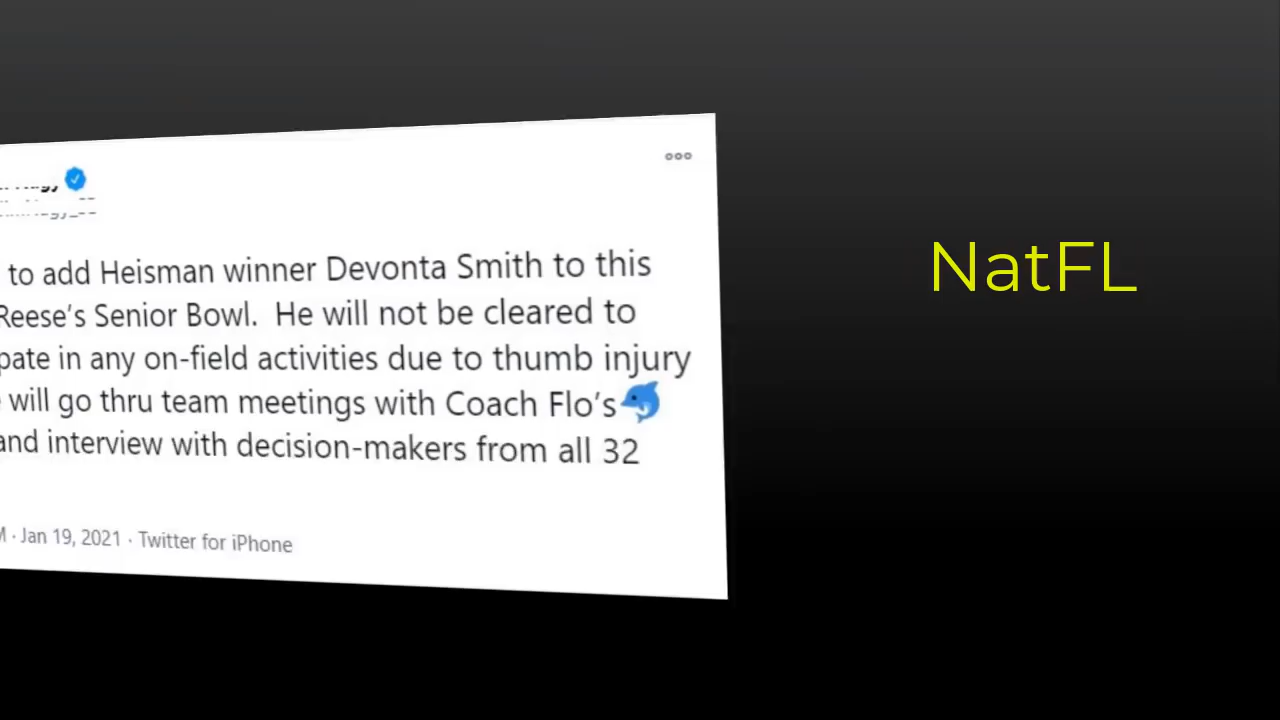 to add Heisman winner Devonta Smith to this
Reese's Senior Bowl. He will not be cleared to
in any on-field activities due to thumb injury
will go thru team meetings with Coach Flo's🐬
and interview with decision-makers from all 32
· Jan 19, 2021 · Twitter for iPhone
NatFL